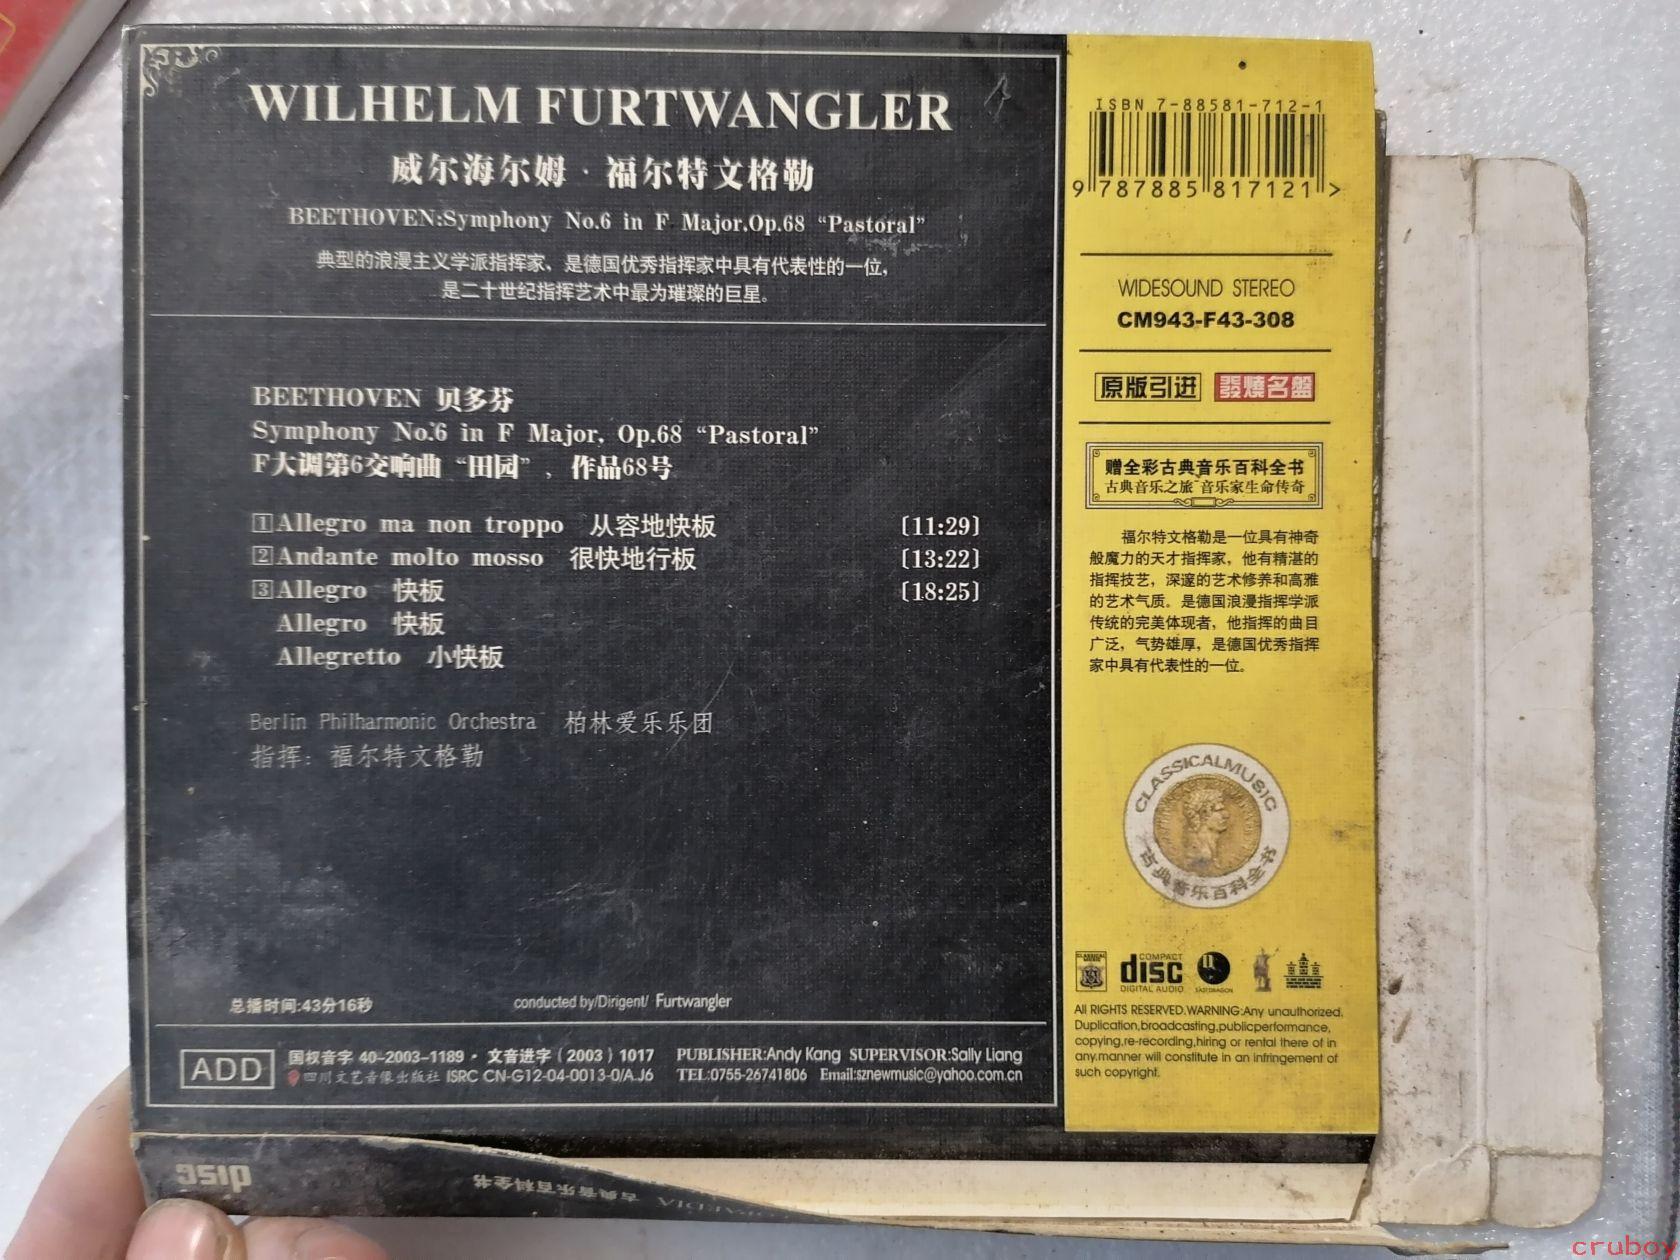 WILHELM FURTWANGLER
威尔海尔姆·福尔特文格勒
BEETHOVEN:Symphony No.6 in F Major,Op.68 “Pastoral”
典型的浪漫主义学派指挥家、是德国优秀指挥家中具有代表性的一位,
是二十世纪指挥艺术中最为璀璨的巨星。
BEETHOVEN 贝多芬
Symphony No.6 in F Major, Op.68 “Pastoral”
F大调第6交响曲“田园”, 作品68号
1 Allegro ma non troppo 从容地快板 [11:29]
2 Andante molto mosso 很快地行板 [13:22]
3 Allegro 快板 [18:25]
Allegro 快板
Allegretto 小快板
Berlin Philharmonic Orchestra 柏林爱乐乐团
指挥: 福尔特文格勒
总播时间:43分16秒
conducted by/Dirigent/ Furtwangler
ADD
国权音字 40-2003-1189·文音进字(2003)1017
四川文艺音像出版社 ISRC CN-G12-04-0013-0/A.J6
PUBLISHER:Andy Kang SUPERVISOR:Sally Liang
TEL:0755-26741806 Email:sznewmusic@yahoo.com.cn
ISBN 7-88581-712-1
9 787885 817121 >
WIDESOUND STEREO
CM943-F43-308
原版引进 發燒名盤
赠全彩古典音乐百科全书
古典音乐之旅 音乐家生命传奇
福尔特文格勒是一位具有神奇
般魔力的天才指挥家，他有精湛的
指挥技艺，深邃的艺术修养和高雅
的艺术气质。是德国浪漫指挥学派
传统的完美体现者，他指挥的曲目
广泛，气势雄厚，是德国优秀指挥
家中具有代表性的一位。
CLASSICALMUSIC
古典音乐百科全书
CLASSICAL MUSIC
COMPACT
disc
DIGITAL AUDIO
EASTDRAGON
All RIGHTS RESERVED.WARNING:Any unauthorized.
Duplication,broadcasting,publicperformance,
copying,re-recording,hiring or rental there of in
any.manner will constitute in an infringement of
such copyright.
disc
古典音乐百科全书
cruboy